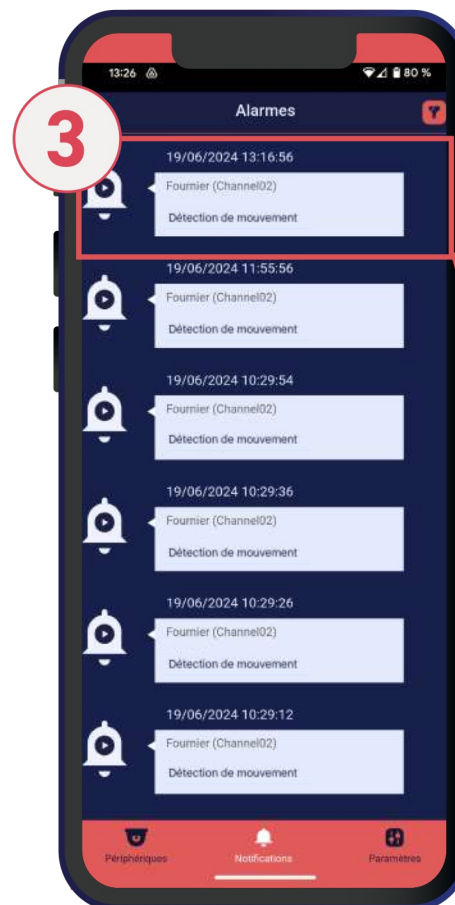 13:26 80 %
Alarmes
3
19/06/2024 13:16:56
Fournier (Channel02)
Détection de mouvement
19/06/2024 11:55:56
Fournier (Channel02)
Détection de mouvement
19/06/2024 10:29:54
Fournier (Channel02)
Détection de mouvement
19/06/2024 10:29:36
Fournier (Channel02)
Détection de mouvement
19/06/2024 10:29:26
Fournier (Channel02)
Détection de mouvement
19/06/2024 10:29:12
Fournier (Channel02)
Détection de mouvement
Périphériques Notifications Paramètres